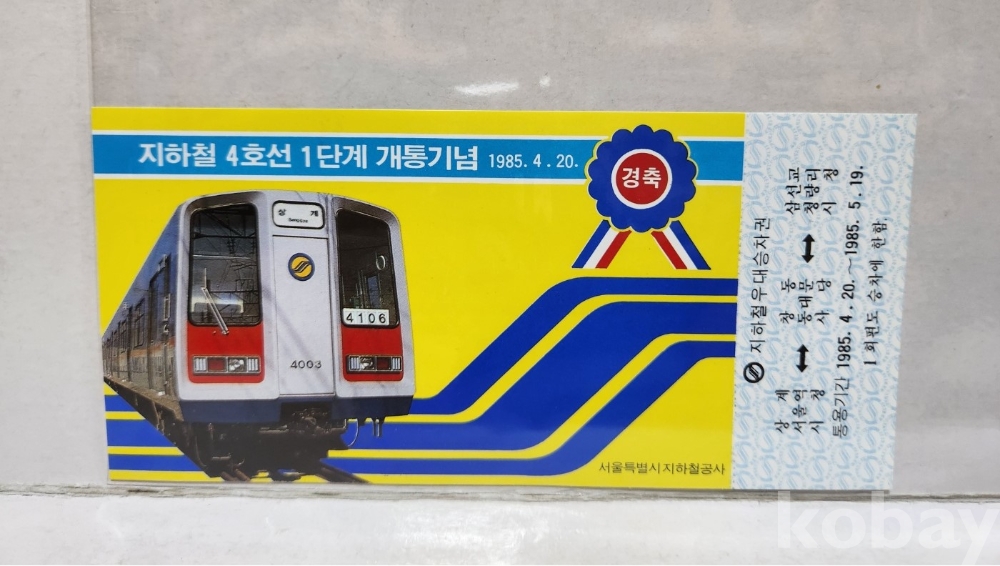 지하철 4호선 1단계 개통기념 1985. 4. 20.
경축
상 계
4106
4003
서울특별시지하철공사
지하철우대승차권
상 계 ↔ 창 동 ↔ 삼선교
서울역 동대문 청량리
시 청 사 당 시 청
통용기간 1985. 4. 20.~1985. 5. 19.
1회편도 승차에 한함
kobay